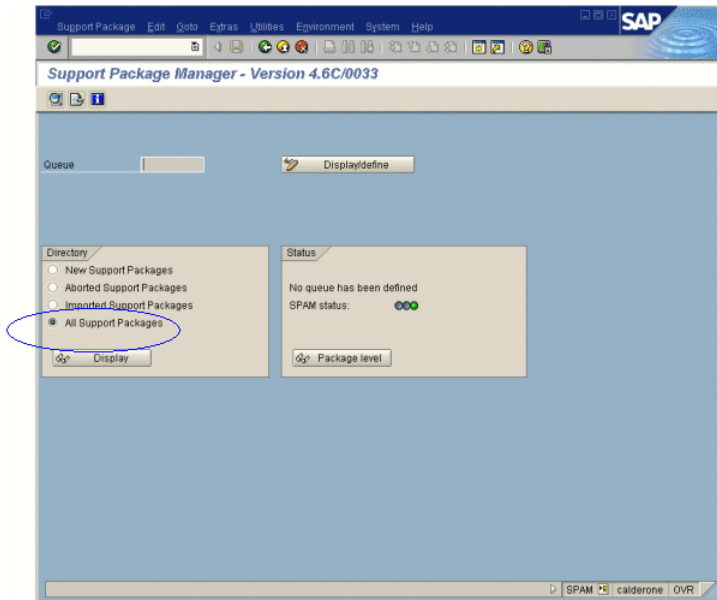 Support Package Edit Goto Extras Utilities Environment System Help
SAP
Support Package Manager - Version 4.6C/0033
Queue
Display/define
Directory
New Support Packages
Aborted Support Packages
Imported Support Packages
All Support Packages
Display
Status
No queue has been defined
SPAM status:
Package level
SPAM calderone OVR